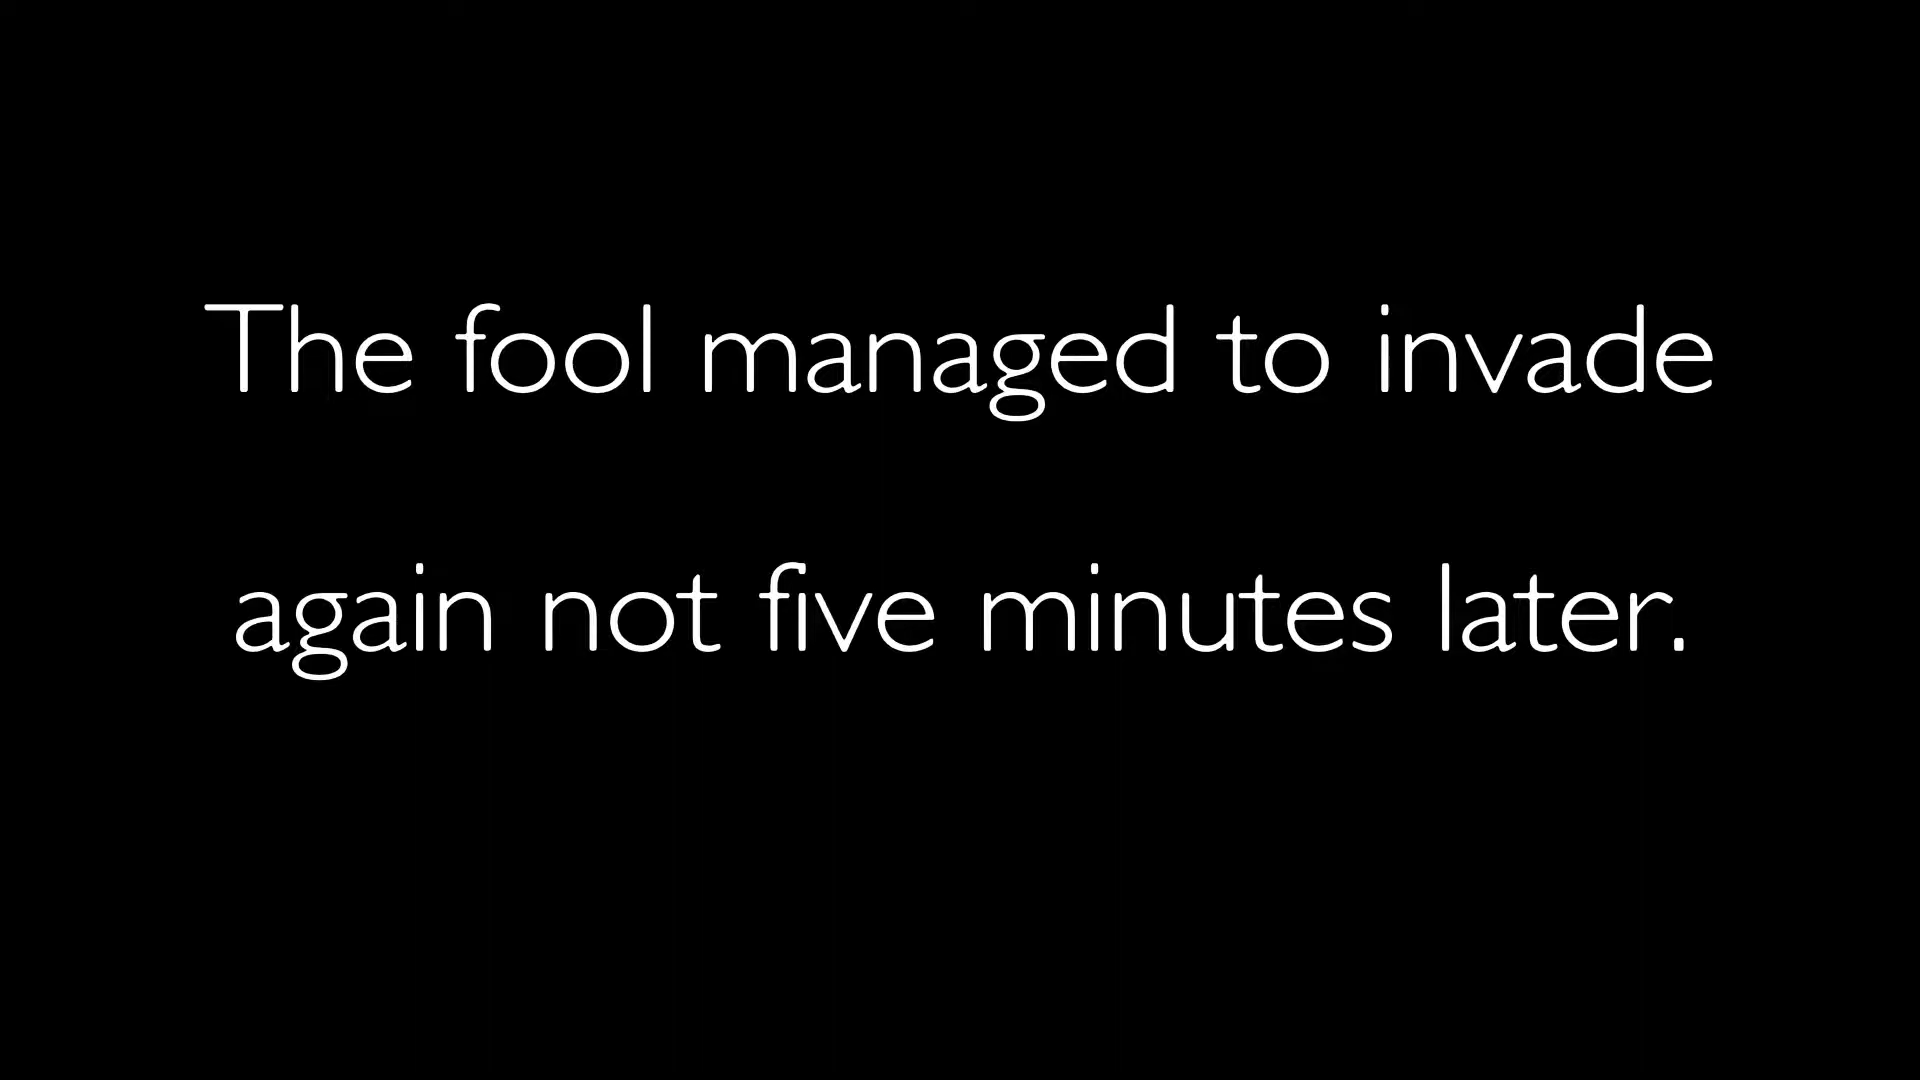 The fool managed to invade
again not five minutes later.